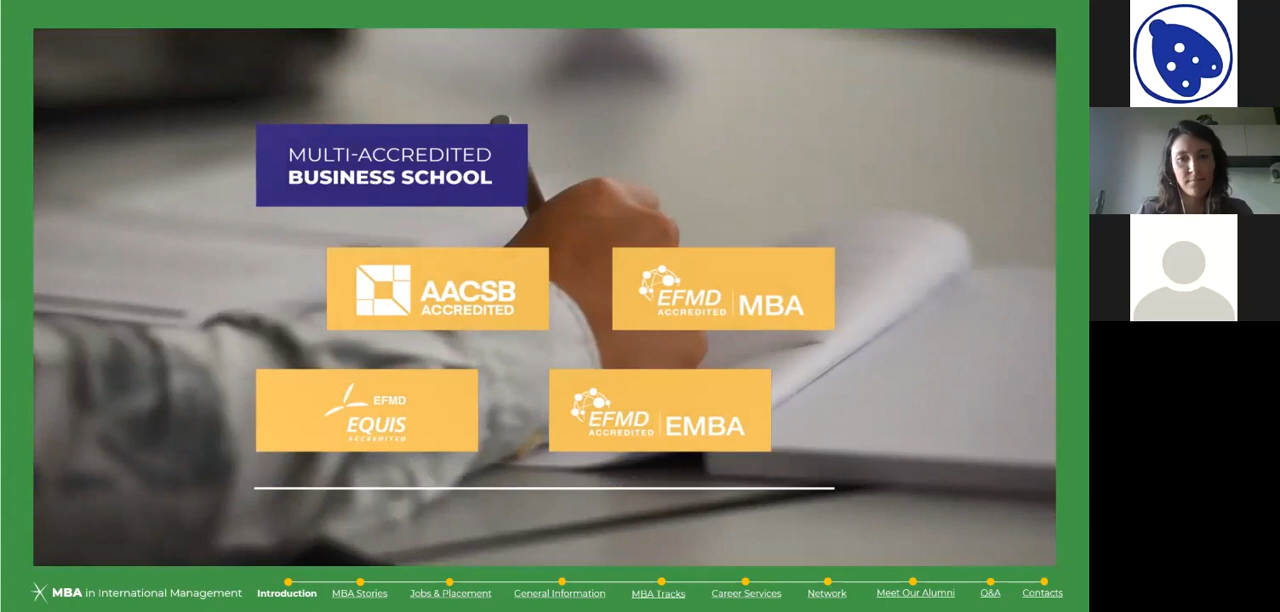 MULTI-ACCREDITED
BUSINESS SCHOOL
AACSB
ACCREDITED
EFMD
ACCREDITED
MBA
EFMD
EQUIS
ACCREDITED
EFMD
ACCREDITED
EMBA
MBA in International Management
Introduction
MBA Stories
Jobs & Placement
General Information
MBA Tracks
Career Services
Network
Meet Our Alumni
Q&A
Contacts